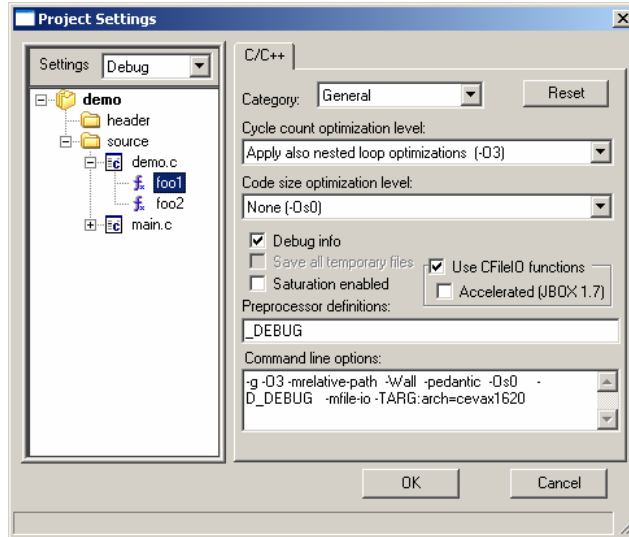 Project Settings
Settings
Debug
demo
header
source
demo.c
foo1
foo2
main.c
C/C++
Category:
General
Reset
Cycle count optimization level:
Apply also nested loop optimizations (-O3)
Code size optimization level:
None (-Os0)
Debug info
Save all temporary files
Saturation enabled
Use CFileIO functions
Accelerated (JBOX 1.7)
Preprocessor definitions:
_DEBUG
Command line options:
-g -O3 -mrelative-path -Wall -pedantic -Os0 -
D_DEBUG -mfile-io -TARG:arch=cevax1620
OK
Cancel